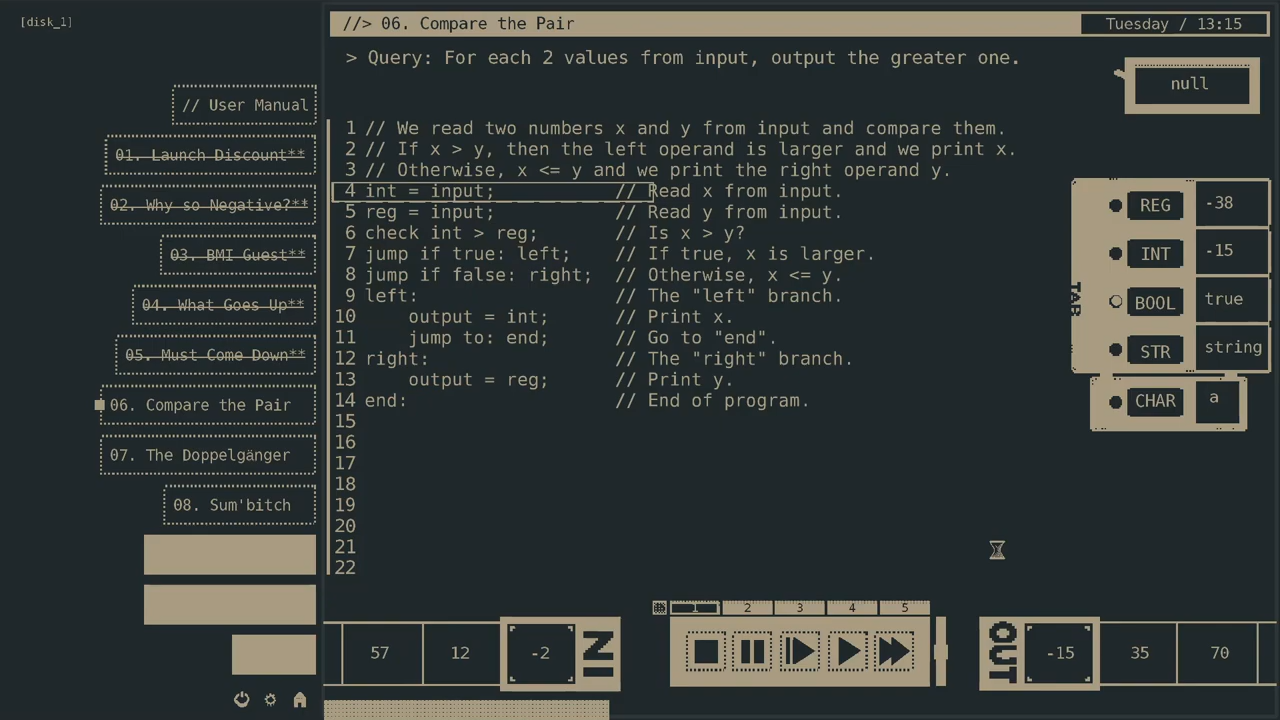 [disk_1]
//> 06. Compare the Pair
Tuesday / 13:15
> Query: For each 2 values from input, output the greater one.
null
// User Manual
01. Launch Discount**
02. Why so Negative?**
03. BMI Guest**
04. What Goes Up**
05. Must Come Down**
06. Compare the Pair
07. The Doppelgänger
08. Sum'bitch
1 // We read two numbers x and y from input and compare them.
2 // If x > y, then the left operand is larger and we print x.
3 // Otherwise, x <= y and we print the right operand y.
4 int = input; // Read x from input.
5 reg = input; // Read y from input.
6 check int > reg; // Is x > y?
7 jump if true: left; // If true, x is larger.
8 jump if false: right; // Otherwise, x <= y.
9 left: // The "left" branch.
10 output = int; // Print x.
11 jump to: end; // Go to "end".
12 right: // The "right" branch.
13 output = reg; // Print y.
14 end: // End of program.
15
16
17
18
19
20
21
22
TAB
REG -38
INT -15
BOOL true
STR string
CHAR a
1 2 3 4 5
57 12 -2 IN
OUT -15 35 70